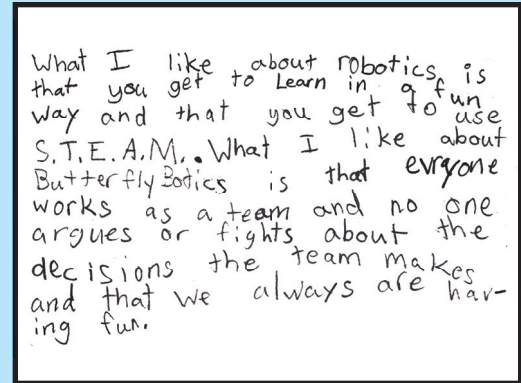 What I like about robotics is
that you get to Learn in a fun
way and that you get to use
S.T.E.A.M.. What I like about
Butterfly Botics is that evryone
works as a team and no one
argues or fights about the
decisions the team makes
and that we always are hav-
ing fun.